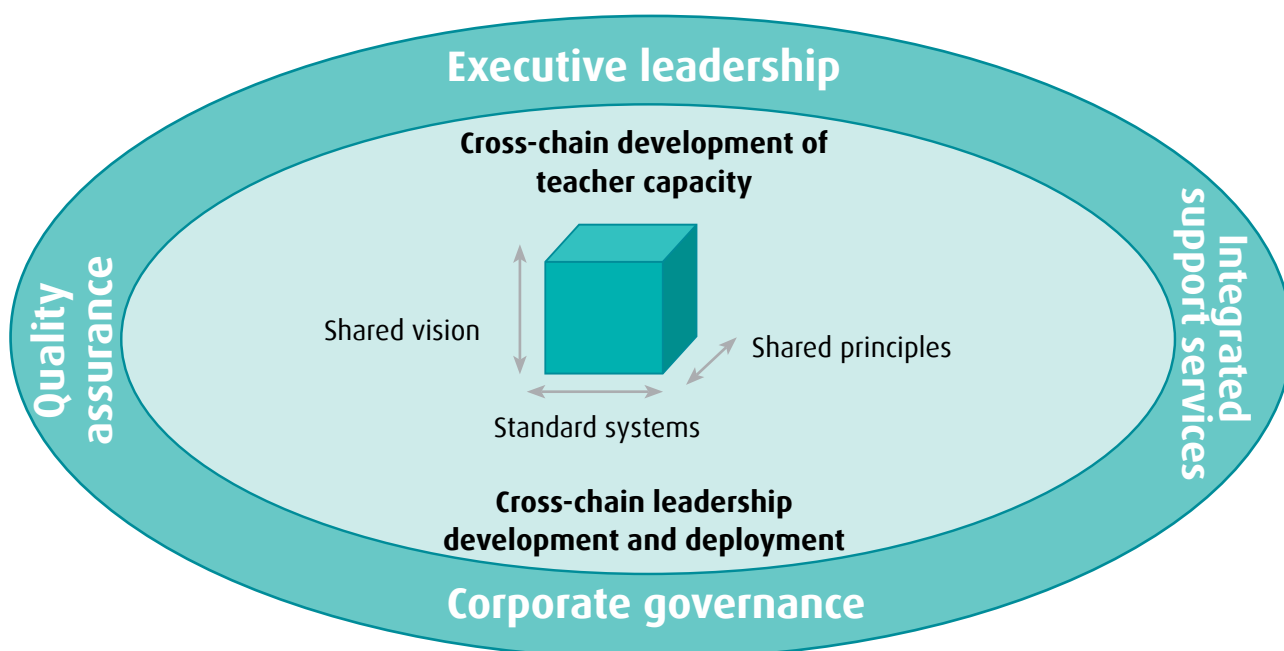 Executive leadership
Cross-chain development of
teacher capacity
Quality
assurance
Shared vision
Shared principles
Standard systems
Integrated
support services
Cross-chain leadership
development and deployment
Corporate governance